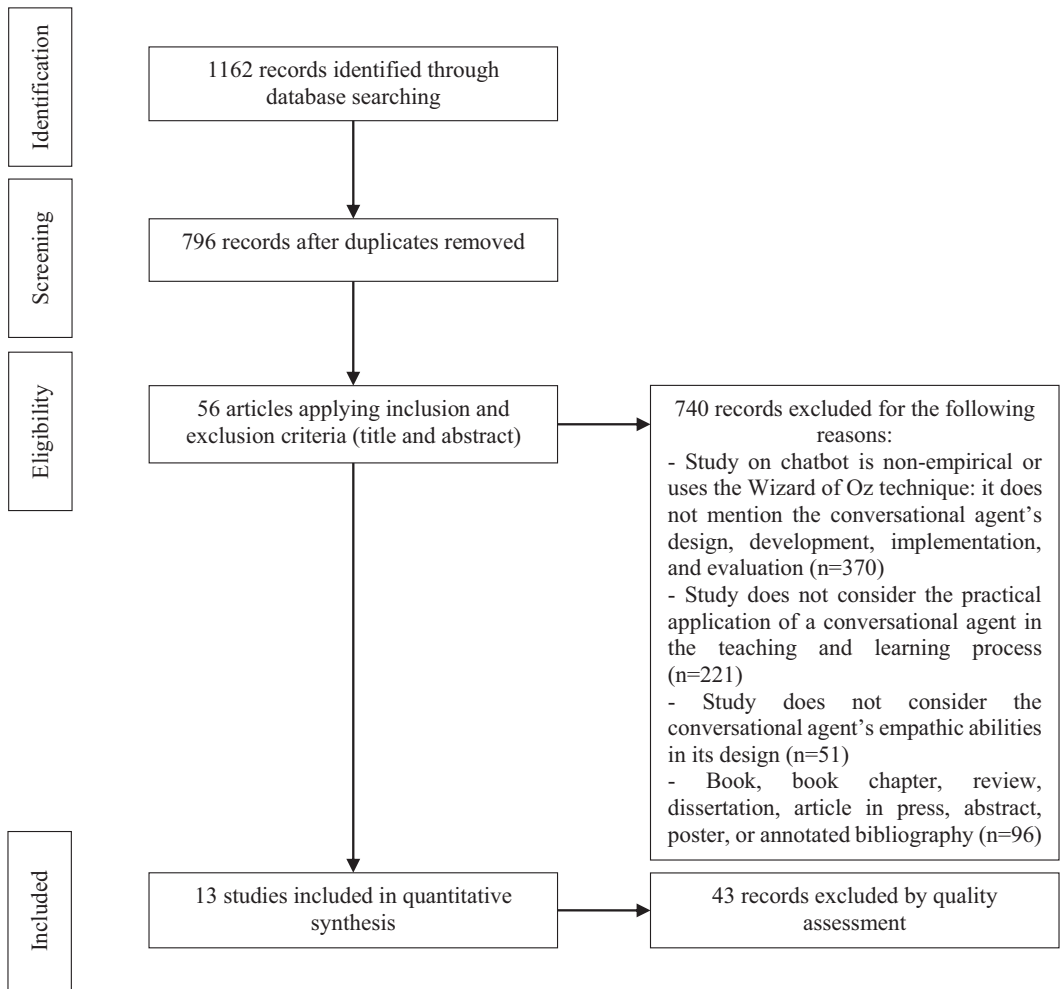 Identification
1162 records identified through
database searching
Screening
796 records after duplicates removed
Eligibility
56 articles applying inclusion and
exclusion criteria (title and abstract)
740 records excluded for the following
reasons:
- Study on chatbot is non-empirical or
uses the Wizard of Oz technique: it does
not mention the conversational agent’s
design, development, implementation,
and evaluation (n=370)
- Study does not consider the practical
application of a conversational agent in
the teaching and learning process
(n=221)
- Study does not consider the
conversational agent’s empathic abilities
in its design (n=51)
- Book, book chapter, review,
dissertation, article in press, abstract,
poster, or annotated bibliography (n=96)
Included
13 studies included in quantitative
synthesis
43 records excluded by quality
assessment